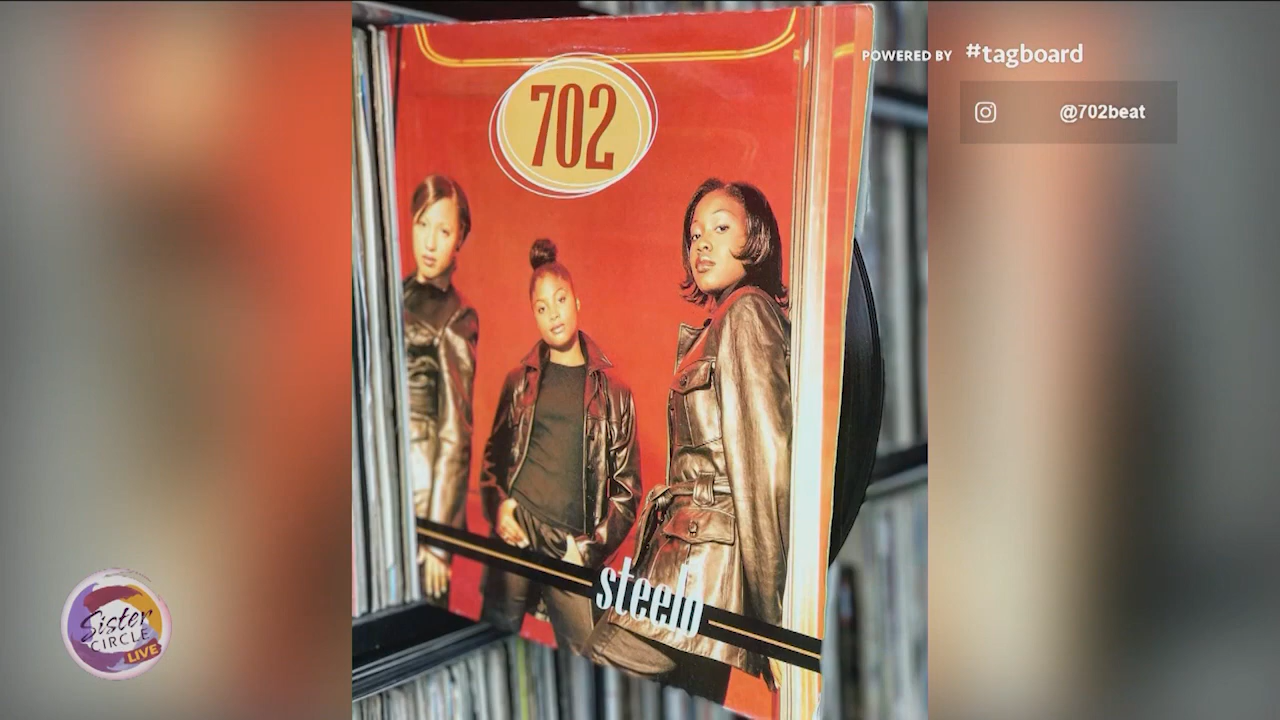 POWERED BY #tagboard
@702beat
702
steelo
Sister
CIRCLE
LIVE